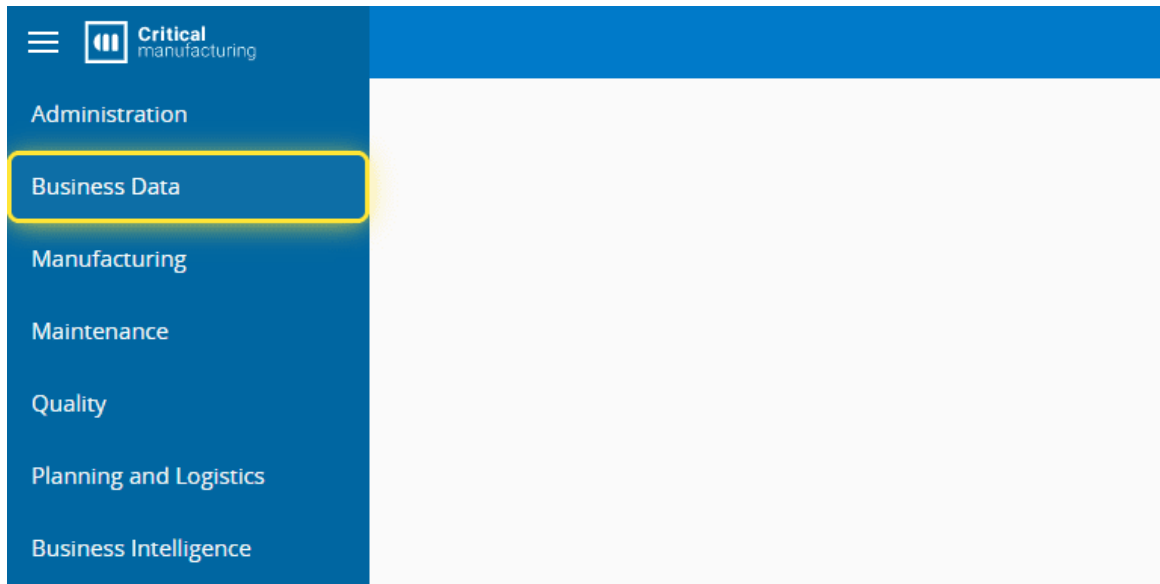 Critical
manufacturing
Administration
Business Data
Manufacturing
Maintenance
Quality
Planning and Logistics
Business Intelligence